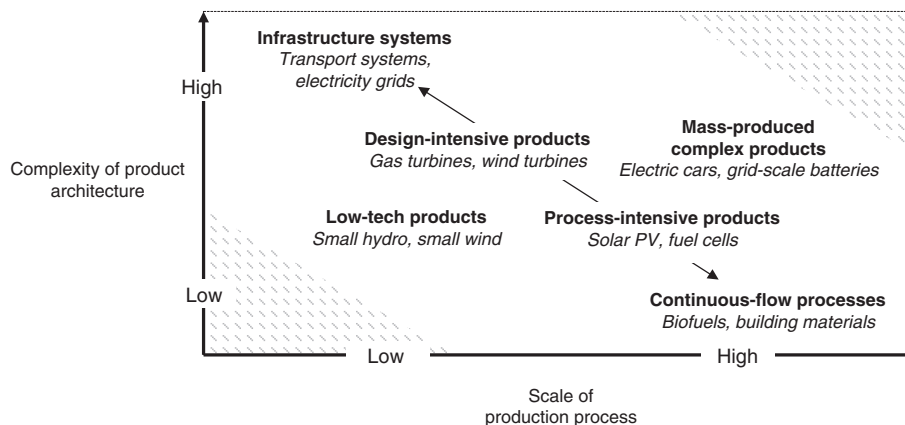 Infrastructure systems
Transport systems,
electricity grids
High
Design-intensive products
Gas turbines, wind turbines
Mass-produced
complex products
Electric cars, grid-scale batteries
Complexity of product
architecture
Low-tech products
Small hydro, small wind
Process-intensive products
Solar PV, fuel cells
Low
Continuous-flow processes
Biofuels, building materials
Low
High
Scale of
production process